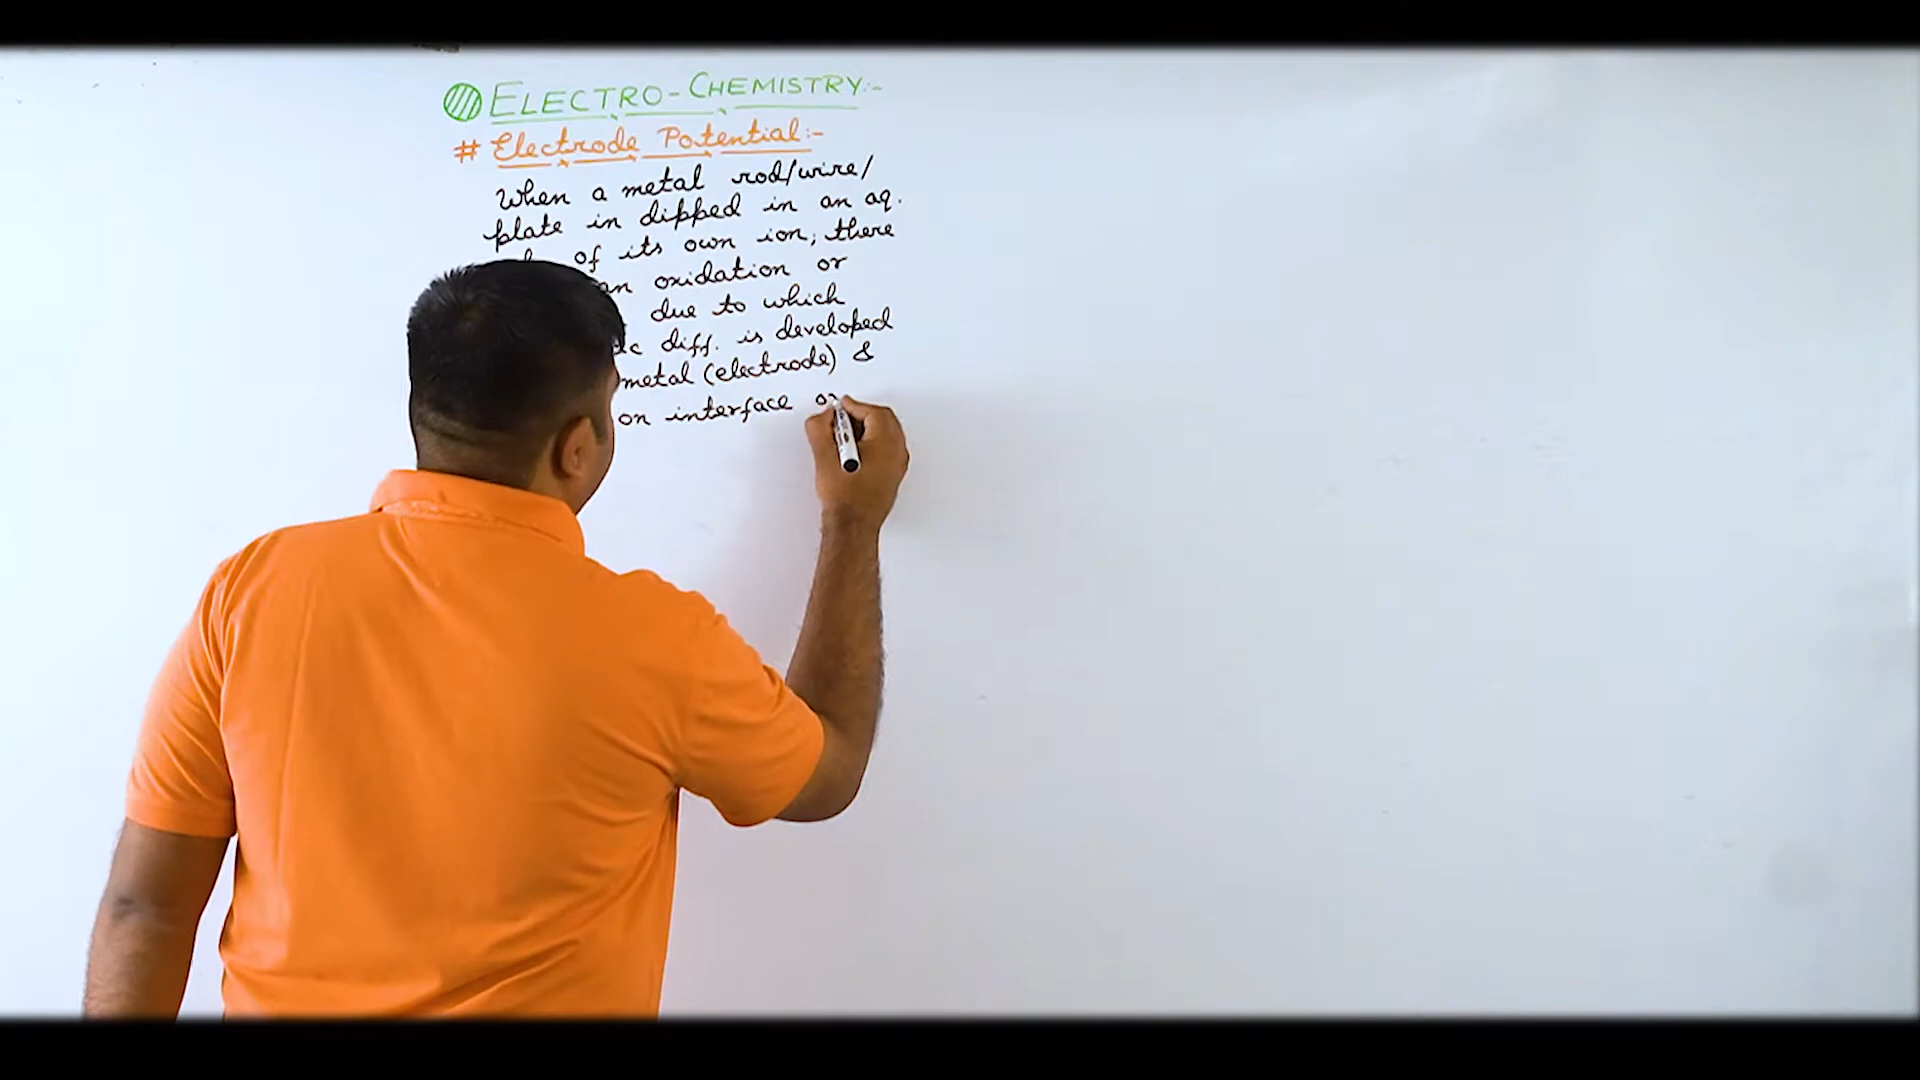 ELECTRO-CHEMISTRY:-
# Electrode Potential:-
When a metal rod/wire/
plate in dipped in an aq.
of its own ion; there
an oxidation or
due to which
diff. is developed
metal (electrode) &
on interface or